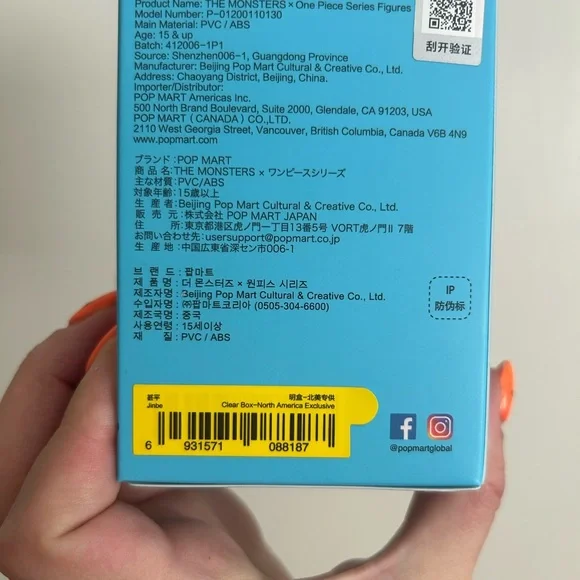 Product Name: THE MONSTERS × One Piece Series Figures
Model Number: P-01200110130
Main Material: PVC / ABS
Age: 15 & up
Batch: 412006-1P1
Source: Shenzhen006-1, Guangdong Province
Manufacturer: Beijing Pop Mart Cultural & Creative Co., Ltd.
Address: Chaoyang District, Beijing, China.
Importer/Distributor:
POP MART Americas Inc.
500 North Brand Boulevard, Suite 2000, Glendale, CA 91203, USA
POP MART ( CANADA ) CO.,LTD.
2110 West Georgia Street, Vancouver, British Columbia, Canada V6B 4N9
www.popmart.com
刮开验证
ブランド:POP MART
商品名:THE MONSTERS × ワンピースシリーズ
主な材質:PVC/ABS
対象年齢:15歳以上
生産者:Beijing Pop Mart Cultural & Creative Co., Ltd.
販売元:株式会社 POP MART JAPAN
住所:東京都港区虎ノ門一丁目13番5号 VORT虎ノ門Ⅱ 7階
お問い合わせ先:usersupport@popmart.co.jp
生産地:中国広東省深セン市006-1
브랜드:팝마트
제품명:더 몬스터즈 × 원피스 시리즈
제조자명:Beijing Pop Mart Cultural & Creative Co., Ltd.
수입자명:㈜팝마트코리아 (0505-304-6600)
제조국명:중국
사용연령:15세이상
재질:PVC / ABS
IP
防伪标
甚平
Jinbe
明盒-北美专供
Clear Box-North America Exclusive
6 931571 088187
@popmartglobal